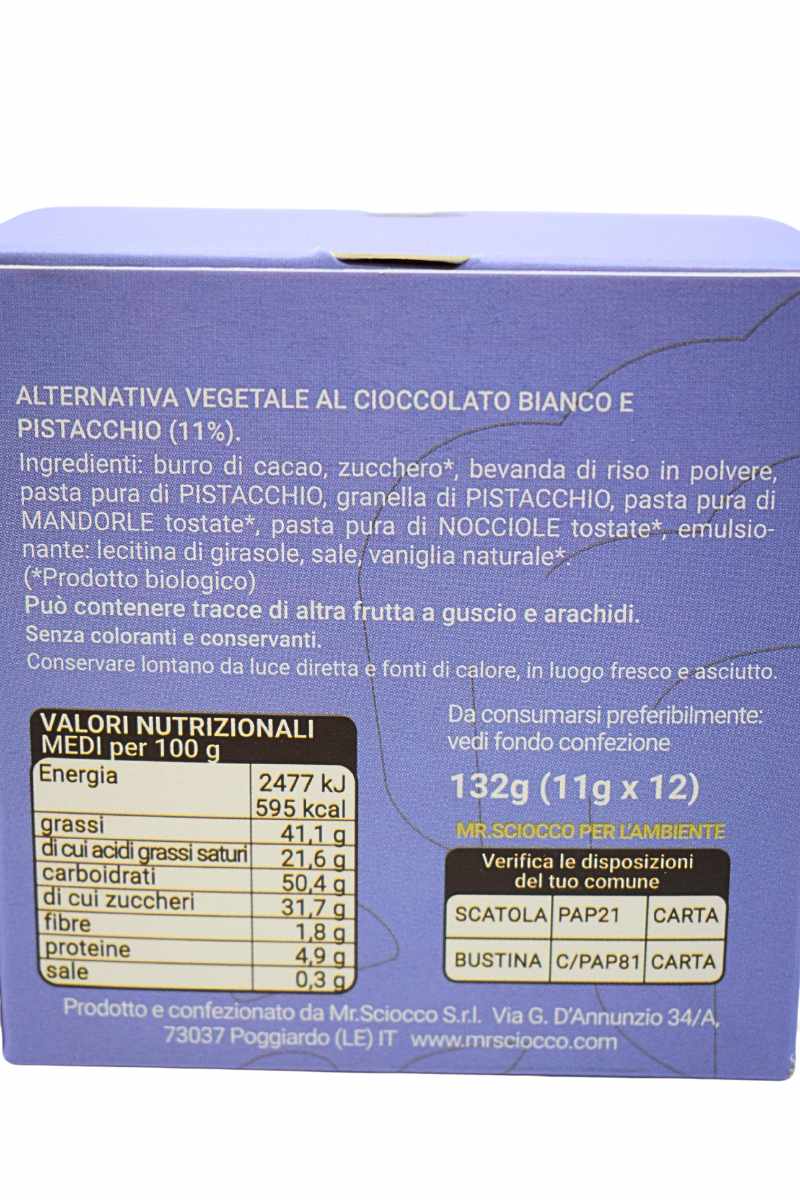 ALTERNATIVA VEGETALE AL CIOCCOLATO BIANCO E
PISTACCHIO (11%).
Ingredienti: burro di cacao, zucchero*, bevanda di riso in polvere,
pasta pura di PISTACCHIO, granella di PISTACCHIO, pasta pura di
MANDORLE tostate*, pasta pura di NOCCIOLE tostate*, emulsio-
nante: lecitina di girasole, sale, vaniglia naturale*.
(*Prodotto biologico)
Può contenere tracce di altra frutta a guscio e arachidi.
Senza coloranti e conservanti.
Conservare lontano da luce diretta e fonti di calore, in luogo fresco e asciutto.
VALORI NUTRIZIONALI
MEDI per 100 g
Energia 2477 kJ
595 kcal
grassi 41,1 g
di cui acidi grassi saturi 21,6 g
carboidrati 50,4 g
di cui zuccheri 31,7 g
fibre 1,8 g
proteine 4,9 g
sale 0,3 g
Da consumarsi preferibilmente:
vedi fondo confezione
132g (11g x 12)
MR.SCIOCCO PER L'AMBIENTE
Verifica le disposizioni
del tuo comune
SCATOLA PAP21 CARTA
BUSTINA C/PAP81 CARTA
Prodotto e confezionato da Mr.Sciocco S.r.l. Via G. D'Annunzio 34/A,
73037 Poggiardo (LE) IT www.mrsciocco.com